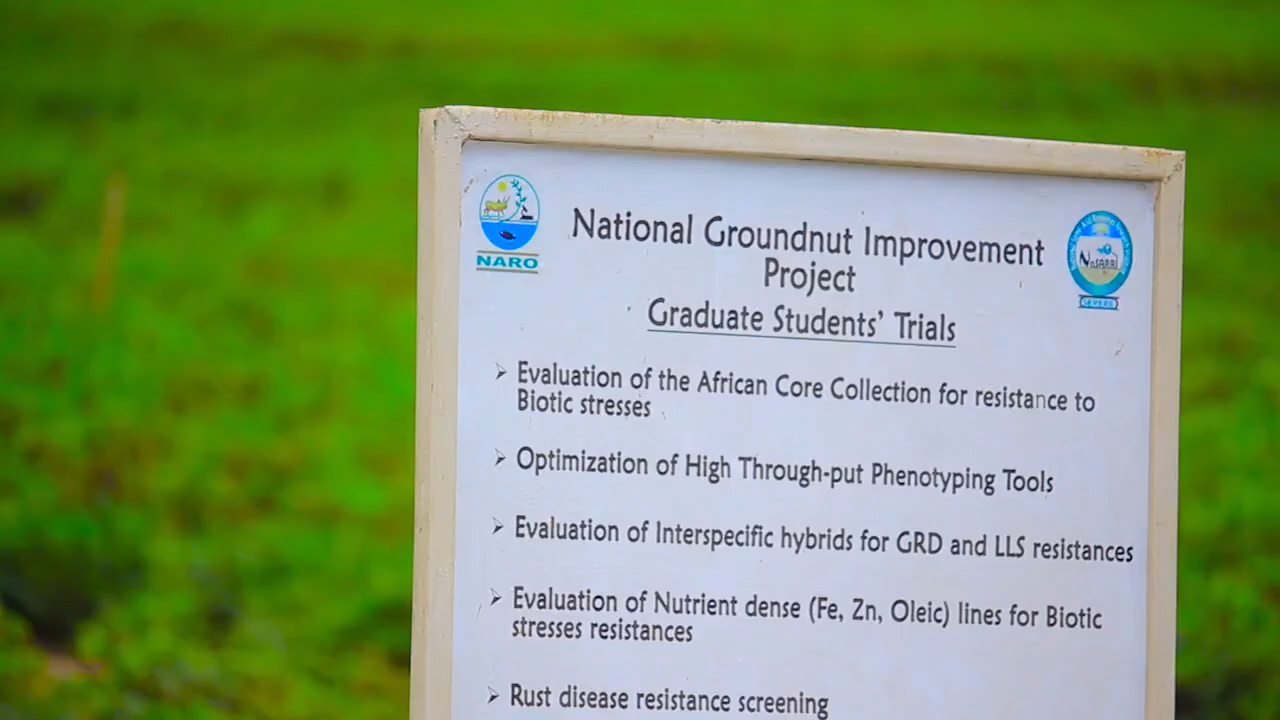 NARO
National Groundnut Improvement
Project
Graduate Students' Trials
NaSARRI
SERERE
➢ Evaluation of the African Core Collection for resistance to
Biotic stresses
➢ Optimization of High Through-put Phenotyping Tools
➢ Evaluation of Interspecific hybrids for GRD and LLS resistances
➢ Evaluation of Nutrient dense (Fe, Zn, Oleic) lines for Biotic
stresses resistances
➢ Rust disease resistance screening